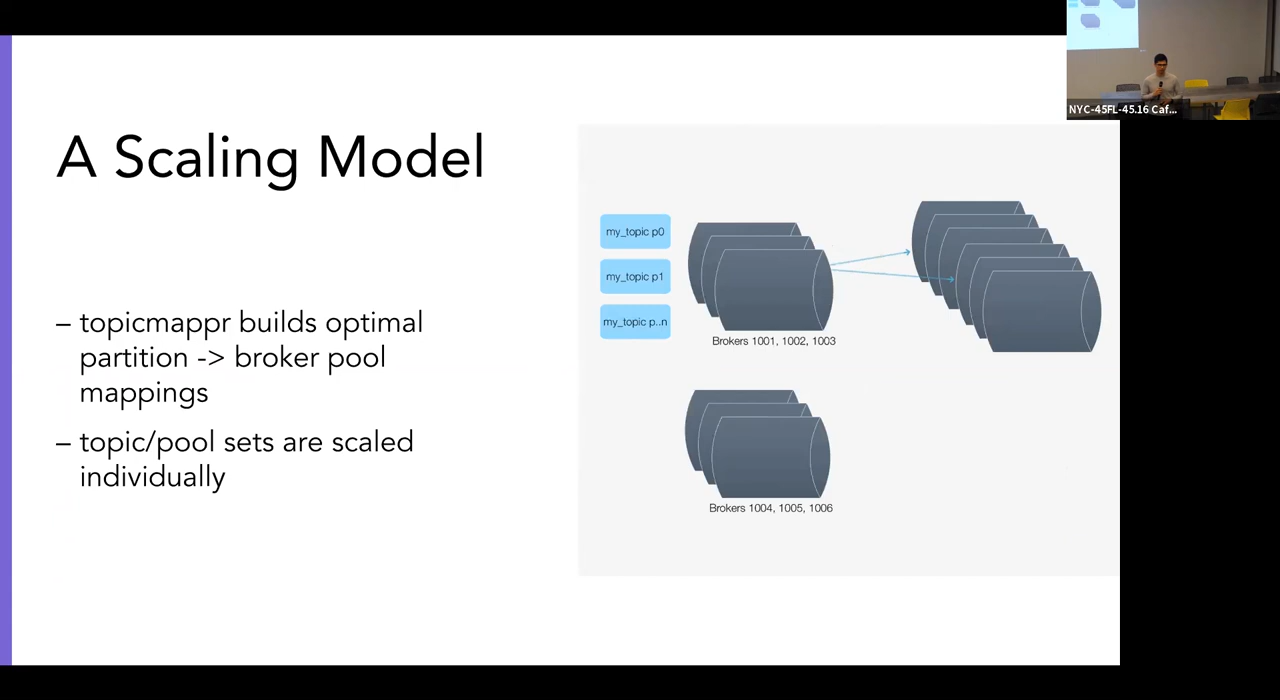 NYC-45FL-45.16 Caf...
A Scaling Model
– topicmappr builds optimal
partition -> broker pool
mappings
– topic/pool sets are scaled
individually
my_topic p0
my_topic p1
my_topic p..n
Brokers 1001, 1002, 1003
Brokers 1004, 1005, 1006